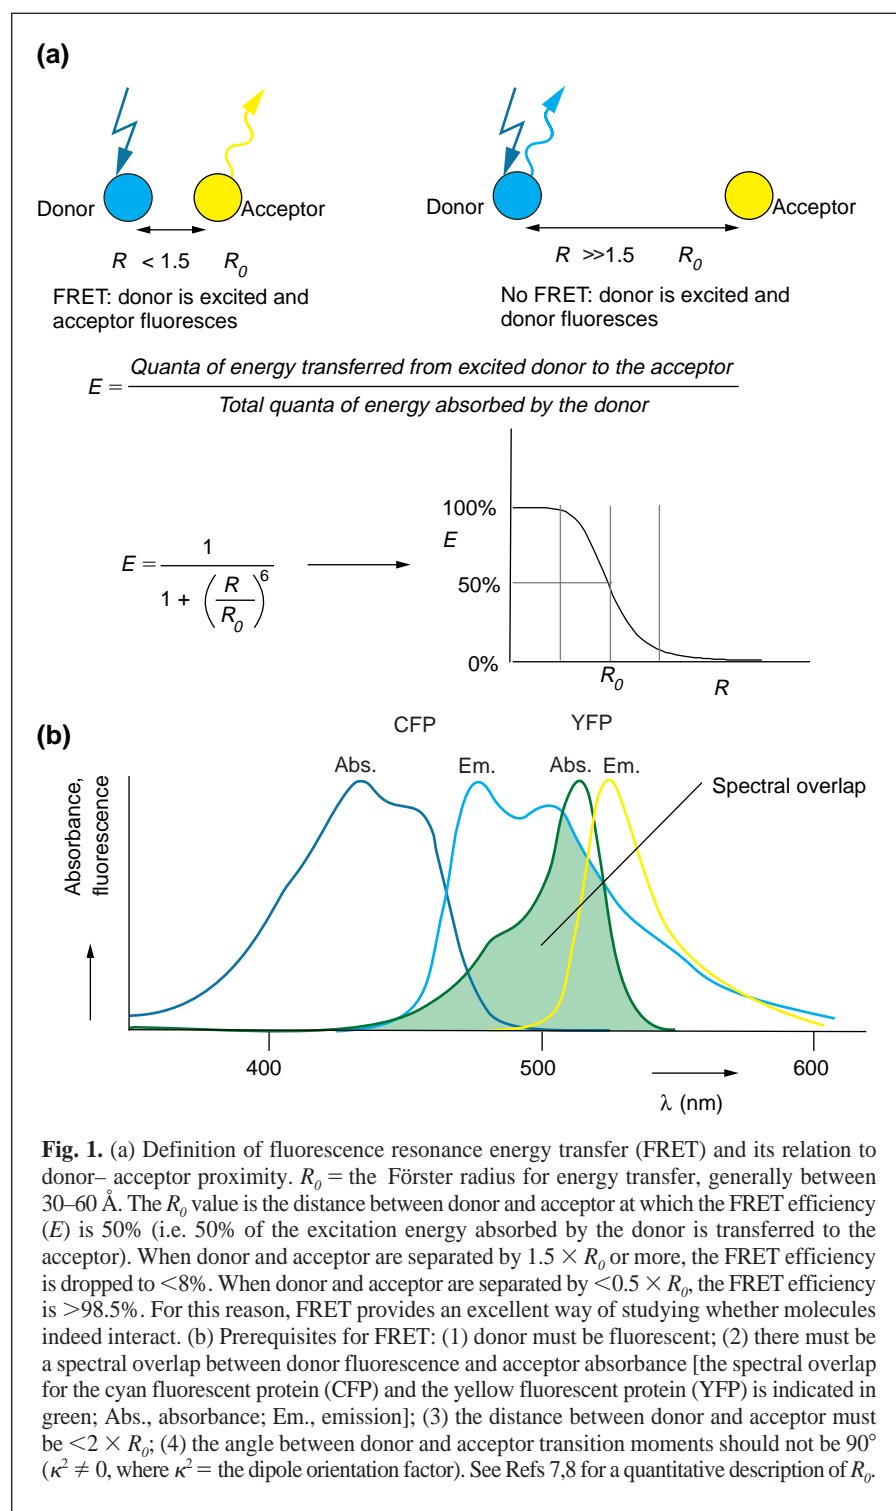 (a)
Donor
Acceptor
R < 1.5 R₀
FRET: donor is excited and
acceptor fluoresces
Donor
Acceptor
R >>1.5 R₀
No FRET: donor is excited and
donor fluoresces
E = Quanta of energy transferred from excited donor to the acceptor
Total quanta of energy absorbed by the donor
E = 1
1 + (R/R₀)⁶
100%
E
50%
0%
R₀
R
(b)
CFP
YFP
Abs.
Em.
Abs.
Em.
Spectral overlap
Absorbance,
fluorescence
400
500
600
λ (nm)
Fig. 1. (a) Definition of fluorescence resonance energy transfer (FRET) and its relation to
donor– acceptor proximity. R₀ = the Förster radius for energy transfer, generally between
30–60 Å. The R₀ value is the distance between donor and acceptor at which the FRET efficiency
(E) is 50% (i.e. 50% of the excitation energy absorbed by the donor is transferred to the
acceptor). When donor and acceptor are separated by 1.5 × R₀ or more, the FRET efficiency
is dropped to <8%. When donor and acceptor are separated by <0.5 × R₀, the FRET efficiency
is >98.5%. For this reason, FRET provides an excellent way of studying whether molecules
indeed interact. (b) Prerequisites for FRET: (1) donor must be fluorescent; (2) there must be
a spectral overlap between donor fluorescence and acceptor absorbance [the spectral overlap
for the cyan fluorescent protein (CFP) and the yellow fluorescent protein (YFP) is indicated in
green; Abs., absorbance; Em., emission]; (3) the distance between donor and acceptor must
be <2 × R₀; (4) the angle between donor and acceptor transition moments should not be 90°
(κ² ≠ 0, where κ² = the dipole orientation factor). See Refs 7,8 for a quantitative description of R₀.